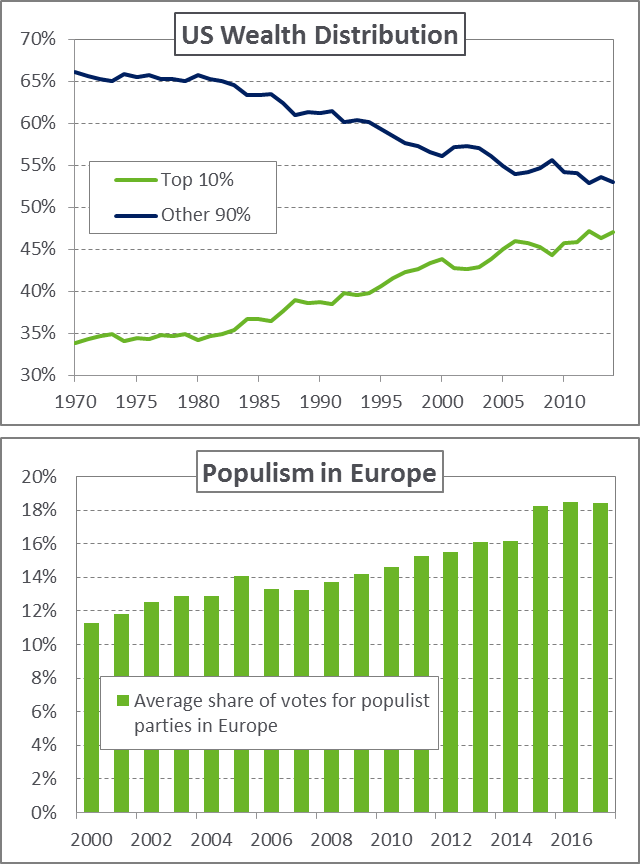 US Wealth Distribution
70%
65%
60%
55%
50%
45%
40%
35%
30%
Top 10%
Other 90%
1970 1975 1980 1985 1990 1995 2000 2005 2010
Populism in Europe
20%
18%
16%
14%
12%
10%
8%
6%
4%
2%
0%
Average share of votes for populist
parties in Europe
2000 2002 2004 2006 2008 2010 2012 2014 2016